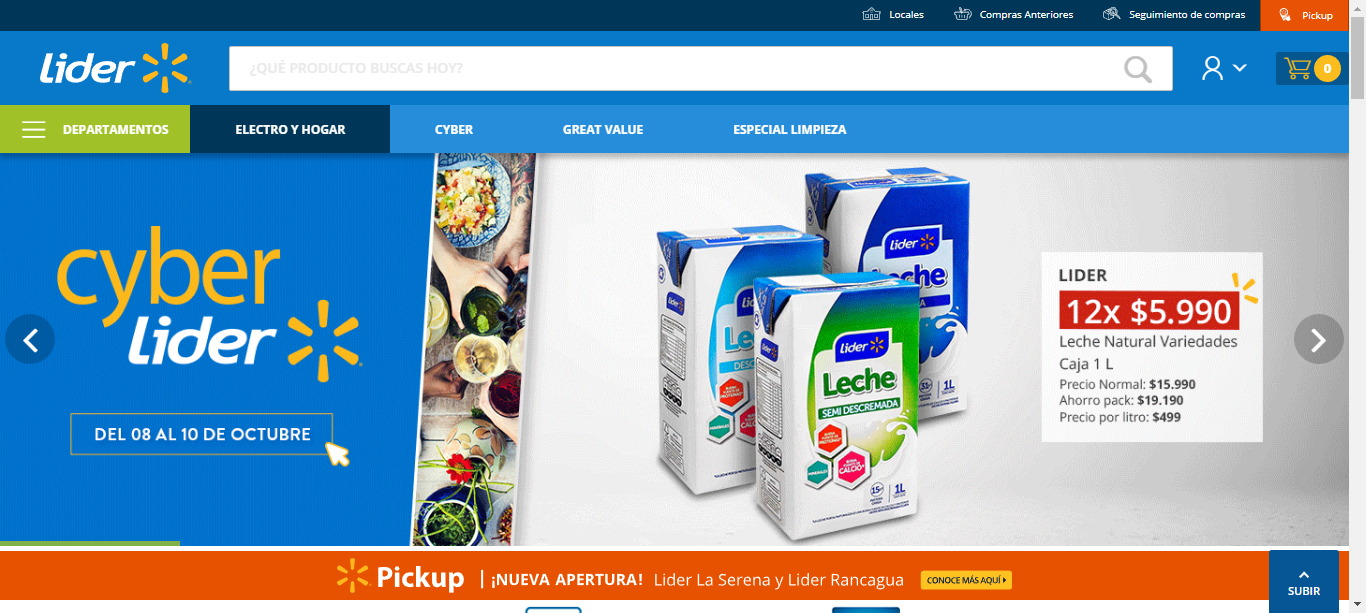 Locales
Compras Anteriores
Seguimiento de compras
Pickup
Lider
¿QUÉ PRODUCTO BUSCAS HOY?
0
DEPARTAMENTOS
ELECTRO Y HOGAR
CYBER
GREAT VALUE
ESPECIAL LIMPIEZA
cyber
lider
DEL 08 AL 10 DE OCTUBRE
lider
Leche
SEMI DESCREMADA
1L
LIDER
12x $5.990
Leche Natural Variedades
Caja 1 L
Precio Normal: $15.990
Ahorro pack: $19.190
Precio por litro: $499
Pickup | ¡NUEVA APERTURA! Lider La Serena y Lider Rancagua
CONOCE MÁS AQUÍ
SUBIR